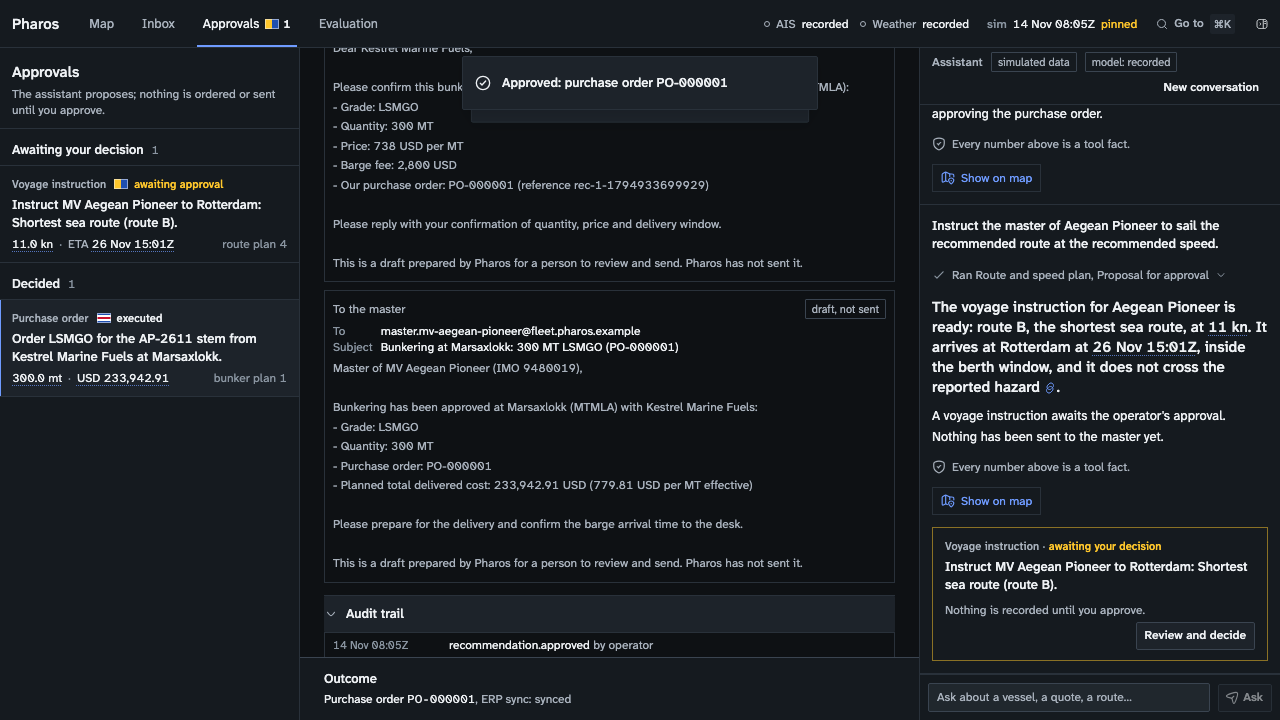 Pharos
Map
Inbox
Approvals 1
Evaluation
AIS recorded
Weather recorded
sim 14 Nov 08:05Z pinned
Go to ⌘K
Approvals
The assistant proposes; nothing is ordered or sent
until you approve.
Awaiting your decision 1
Voyage instruction awaiting approval
Instruct MV Aegean Pioneer to Rotterdam:
Shortest sea route (route B).
11.0 kn · ETA 26 Nov 15:01Z route plan 4
Decided 1
Purchase order executed
Order LSMGO for the AP-2611 stem from
Kestrel Marine Fuels at Marsaxlokk.
300.0 mt · USD 233,942.91 bunker plan 1
Dear Kestrel Marine Fuels,
Approved: purchase order PO-000001
Please confirm this bunk
MLA):
- Grade: LSMGO
- Quantity: 300 MT
- Price: 738 USD per MT
- Barge fee: 2,800 USD
- Our purchase order: PO-000001 (reference rec-1-1794933699929)
Please reply with your confirmation of quantity, price and delivery window.
This is a draft prepared by Pharos for a person to review and send. Pharos has not sent it.
To the master
draft, not sent
To master.mv-aegean-pioneer@fleet.pharos.example
Subject Bunkering at Marsaxlokk: 300 MT LSMGO (PO-000001)
Master of MV Aegean Pioneer (IMO 9480019),
Bunkering has been approved at Marsaxlokk (MTMLA) with Kestrel Marine Fuels:
- Grade: LSMGO
- Quantity: 300 MT
- Purchase order: PO-000001
- Planned total delivered cost: 233,942.91 USD (779.81 USD per MT effective)
Please prepare for the delivery and confirm the barge arrival time to the desk.
This is a draft prepared by Pharos for a person to review and send. Pharos has not sent it.
Audit trail
14 Nov 08:05Z recommendation.approved by operator
Outcome
Purchase order PO-000001, ERP sync: synced
Assistant
simulated data
model: recorded
New conversation
approving the purchase order.
Every number above is a tool fact.
Show on map
Instruct the master of Aegean Pioneer to sail the
recommended route at the recommended speed.
Ran Route and speed plan, Proposal for approval
The voyage instruction for Aegean Pioneer is
ready: route B, the shortest sea route, at 11 kn. It
arrives at Rotterdam at 26 Nov 15:01Z, inside
the berth window, and it does not cross the
reported hazard .
A voyage instruction awaits the operator's approval.
Nothing has been sent to the master yet.
Every number above is a tool fact.
Show on map
Voyage instruction · awaiting your decision
Instruct MV Aegean Pioneer to Rotterdam: Shortest
sea route (route B).
Nothing is recorded until you approve.
Review and decide
Ask about a vessel, a quote, a route...
Ask